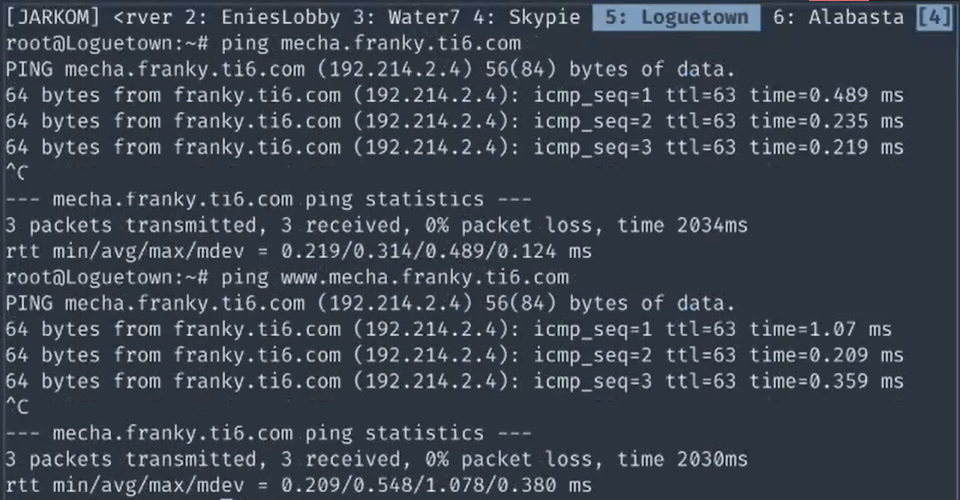 [JARKOM] <rver 2: EniesLobby 3: Water7 4: Skypie 5: Loguetown 6: Alabasta [4]
root@Loguetown:~# ping mecha.franky.ti6.com
PING mecha.franky.ti6.com (192.214.2.4) 56(84) bytes of data.
64 bytes from franky.ti6.com (192.214.2.4): icmp_seq=1 ttl=63 time=0.489 ms
64 bytes from franky.ti6.com (192.214.2.4): icmp_seq=2 ttl=63 time=0.235 ms
64 bytes from franky.ti6.com (192.214.2.4): icmp_seq=3 ttl=63 time=0.219 ms
^C
--- mecha.franky.ti6.com ping statistics ---
3 packets transmitted, 3 received, 0% packet loss, time 2034ms
rtt min/avg/max/mdev = 0.219/0.314/0.489/0.124 ms
root@Loguetown:~# ping www.mecha.franky.ti6.com
PING mecha.franky.ti6.com (192.214.2.4) 56(84) bytes of data.
64 bytes from franky.ti6.com (192.214.2.4): icmp_seq=1 ttl=63 time=1.07 ms
64 bytes from franky.ti6.com (192.214.2.4): icmp_seq=2 ttl=63 time=0.209 ms
64 bytes from franky.ti6.com (192.214.2.4): icmp_seq=3 ttl=63 time=0.359 ms
^C
--- mecha.franky.ti6.com ping statistics ---
3 packets transmitted, 3 received, 0% packet loss, time 2030ms
rtt min/avg/max/mdev = 0.209/0.548/1.078/0.380 ms